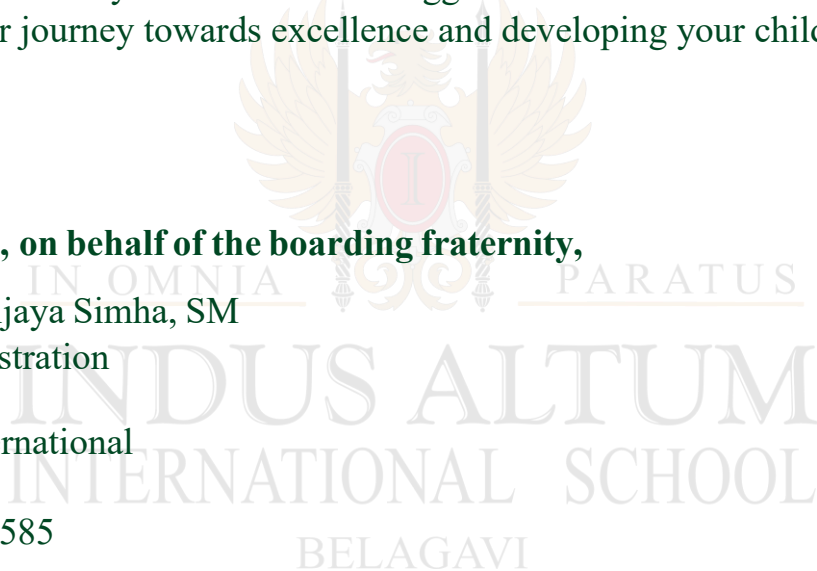 r journey towards excellence and developing your child
I
, on behalf of the boarding fraternity,
IN OMNIA PARATUS
jaya Simha, SM
stration
INDUS ALTUM
rnational
INTERNATIONAL SCHOOL
585
BELAGAVI